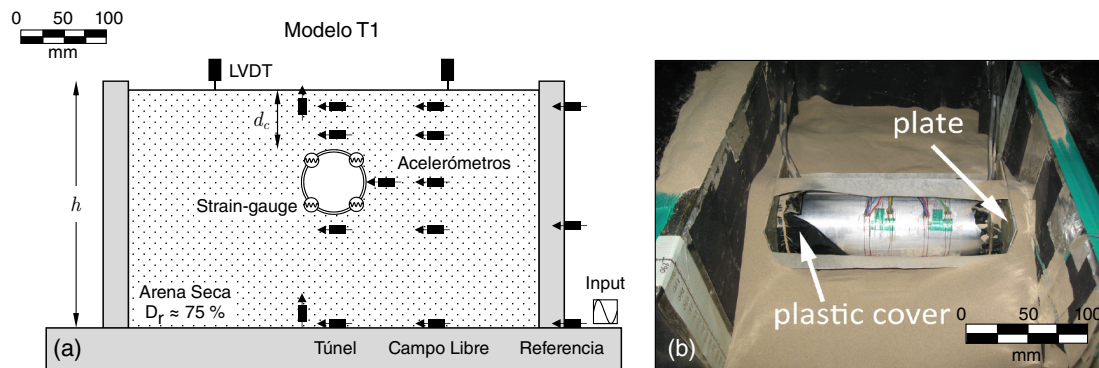 0 50 100
mm
Modelo T1
LVDT
d_c
Acelerómetros
h
Strain-gauge
Arena Seca
D_r ≈ 75 %
Input
(a)
Túnel
Campo Libre
Referencia
plate
plastic cover
0 50 100
mm
(b)